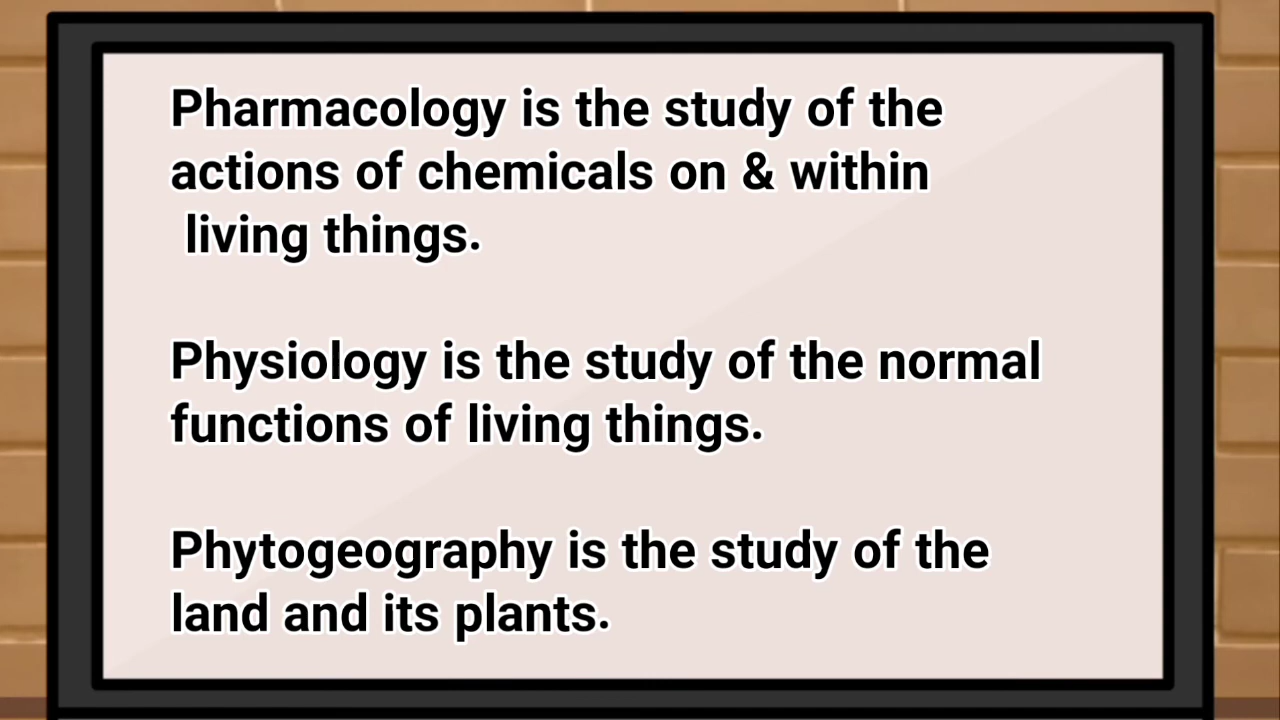 Pharmacology is the study of the
actions of chemicals on & within
living things.
Physiology is the study of the normal
functions of living things.
Phytogeography is the study of the
land and its plants.